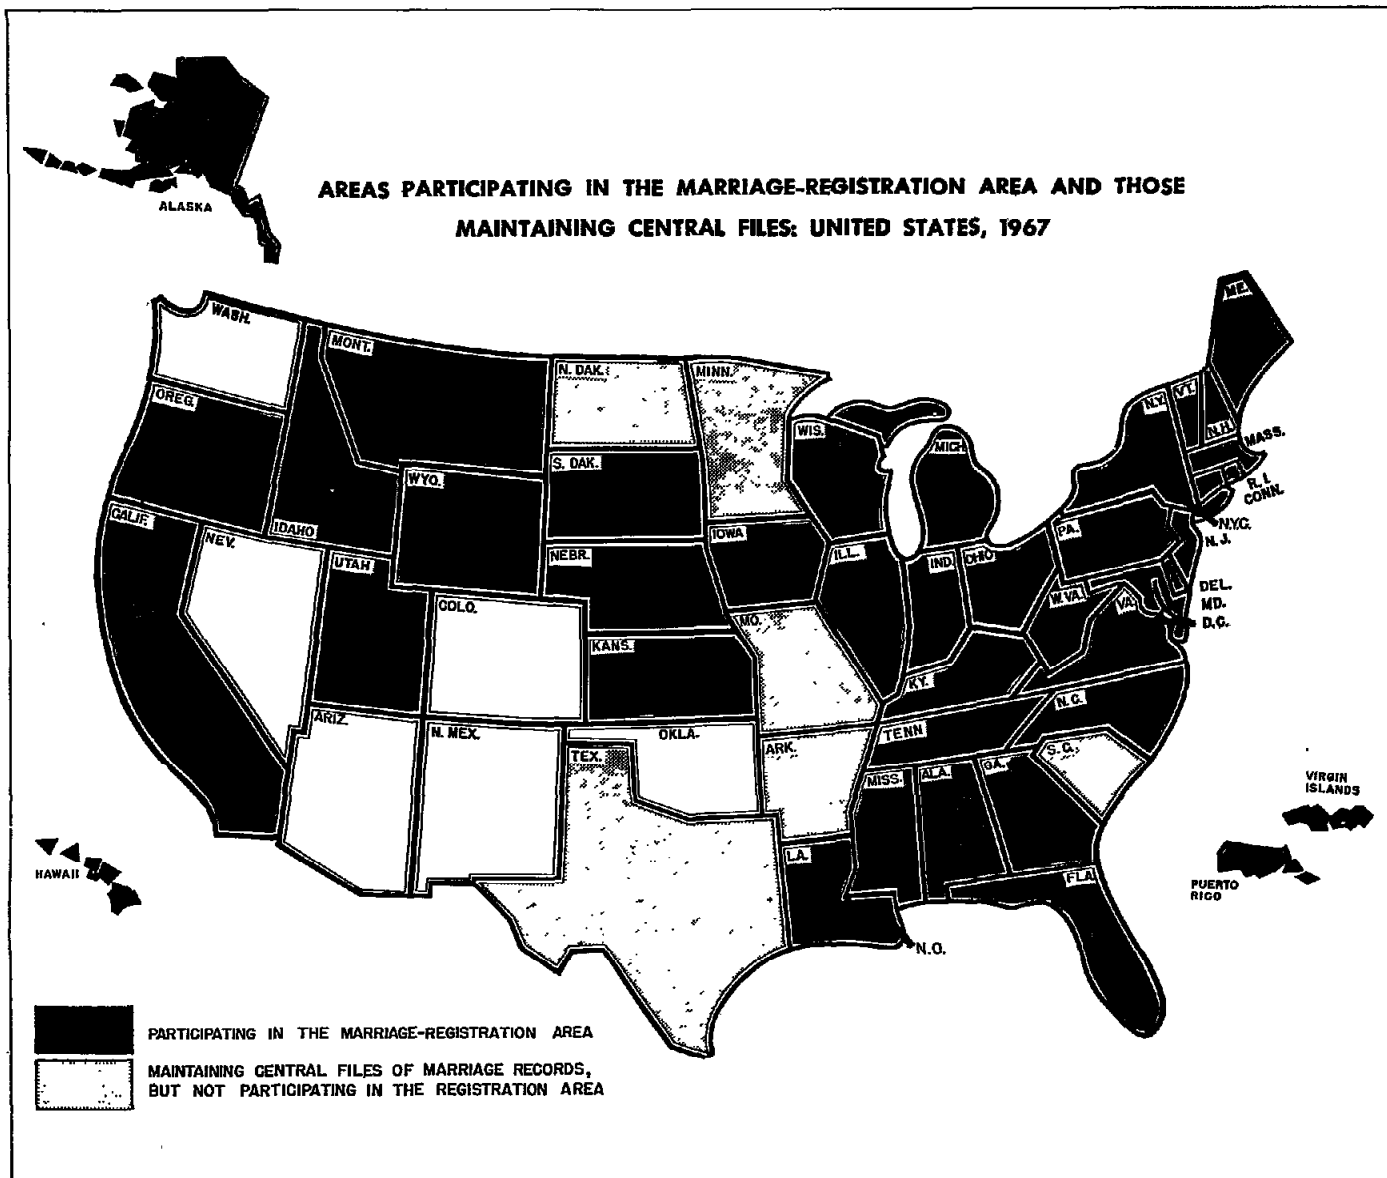 ALASKA
AREAS PARTICIPATING IN THE MARRIAGE-REGISTRATION AREA AND THOSE
MAINTAINING CENTRAL FILES: UNITED STATES, 1967
ME.
WASH.
MONT.
N. DAK.
MINN.
OREG.
N.Y.
VT.
N.H.
MASS.
WIS.
MICH.
S. DAK.
WYO.
R. I.
CONN.
CALIF.
IDAHO
NEV.
UTAH
NEBR.
IOWA
ILL.
IND.
OHIO
PA.
N.Y.C.
N. J.
COLO.
W. VA.
VA.
DEL.
MD.
D.C.
MO.
KANS.
KY.
ARIZ.
N. MEX.
OKLA.
TENN.
N. C.
TEX.
ARK.
S. C.
MISS.
ALA.
GA.
VIRGIN
ISLANDS
LA.
HAWAII
FLA.
PUERTO
RICO
N.O.
PARTICIPATING IN THE MARRIAGE-REGISTRATION AREA
MAINTAINING CENTRAL FILES OF MARRIAGE RECORDS,
BUT NOT PARTICIPATING IN THE REGISTRATION AREA